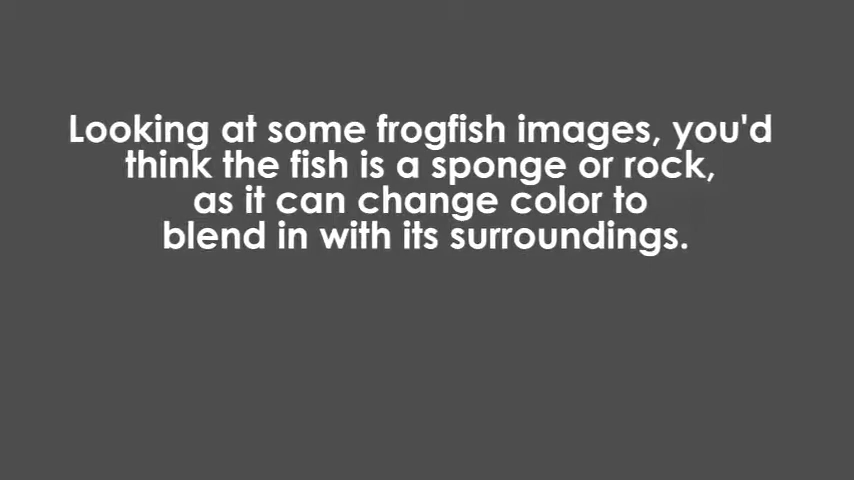 Looking at some frogfish images, you'd
think the fish is a sponge or rock,
as it can change color to
blend in with its surroundings.